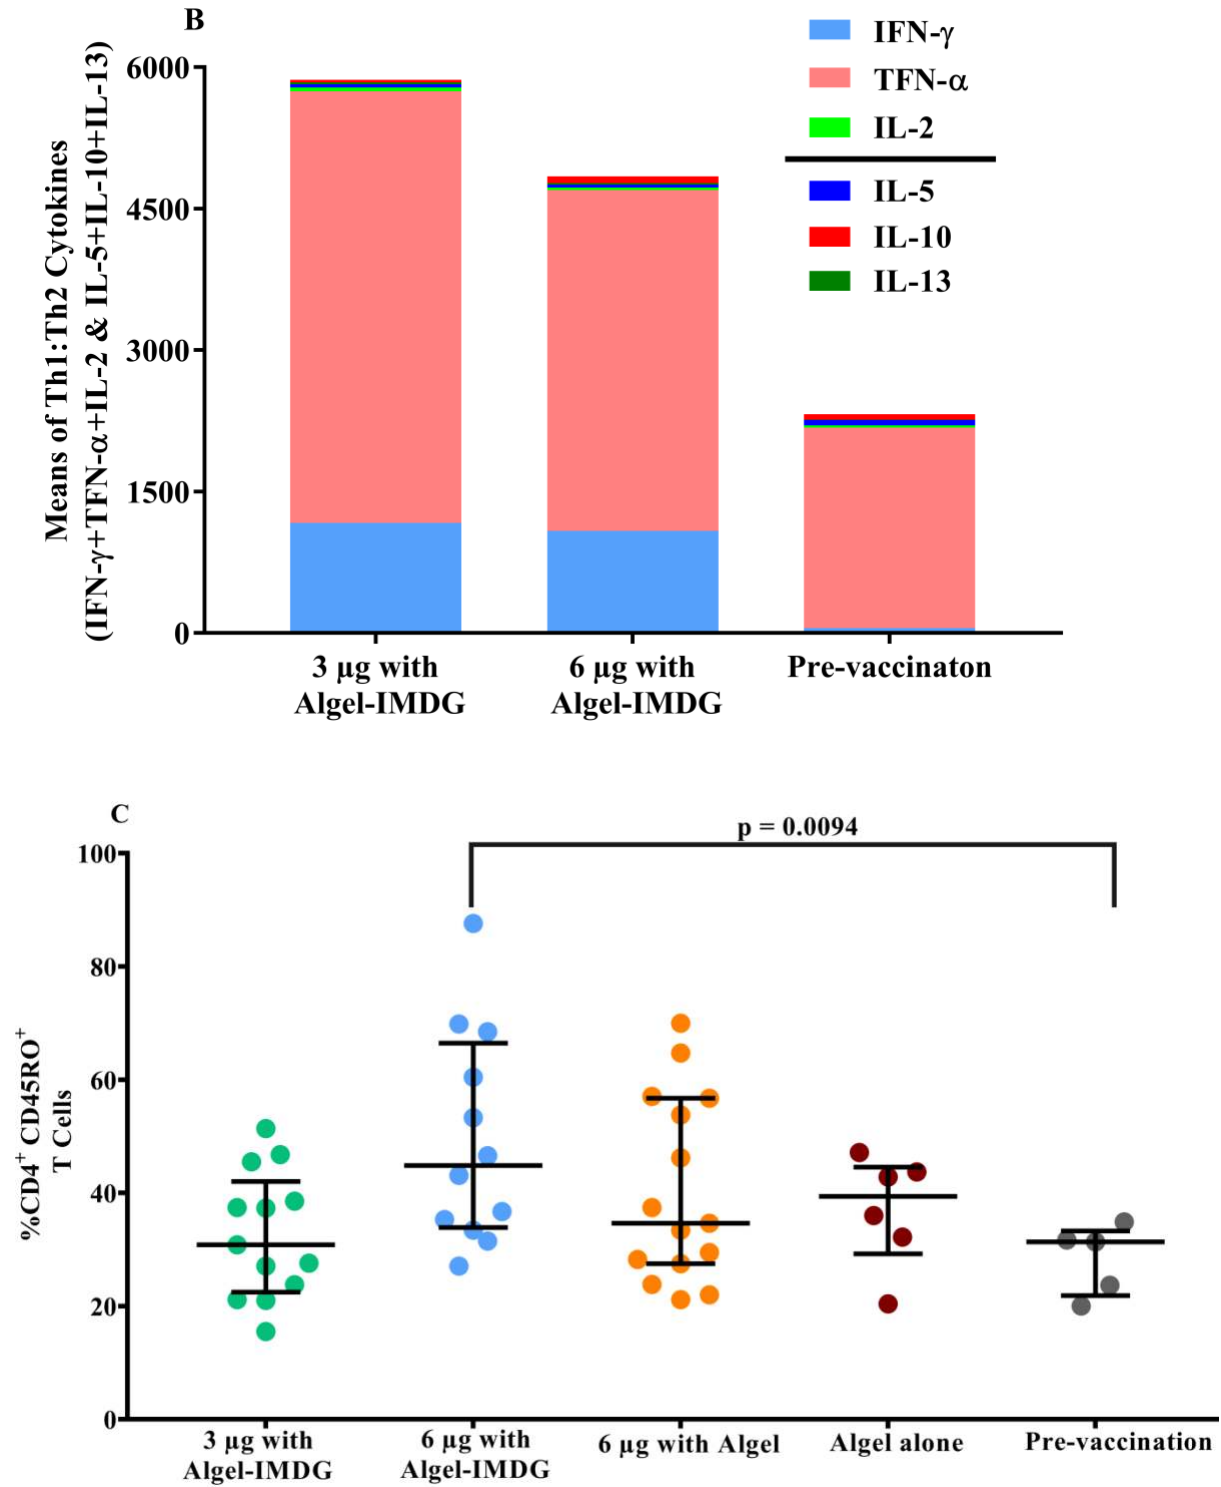 B
IFN-γ
TFN-α
IL-2
IL-5
IL-10
IL-13
Means of Th1:Th2 Cytokines
(IFN-γ+TFN-α+IL-2 & IL-5+IL-10+IL-13)
6000
4500
3000
1500
0
3 µg with
Algel-IMDG
6 µg with
Algel-IMDG
Pre-vaccinaton
C
p = 0.0094
%CD4+ CD45RO+
T Cells
100
80
60
40
20
0
3 µg with
Algel-IMDG
6 µg with
Algel-IMDG
6 µg with Algel
Algel alone
Pre-vaccination